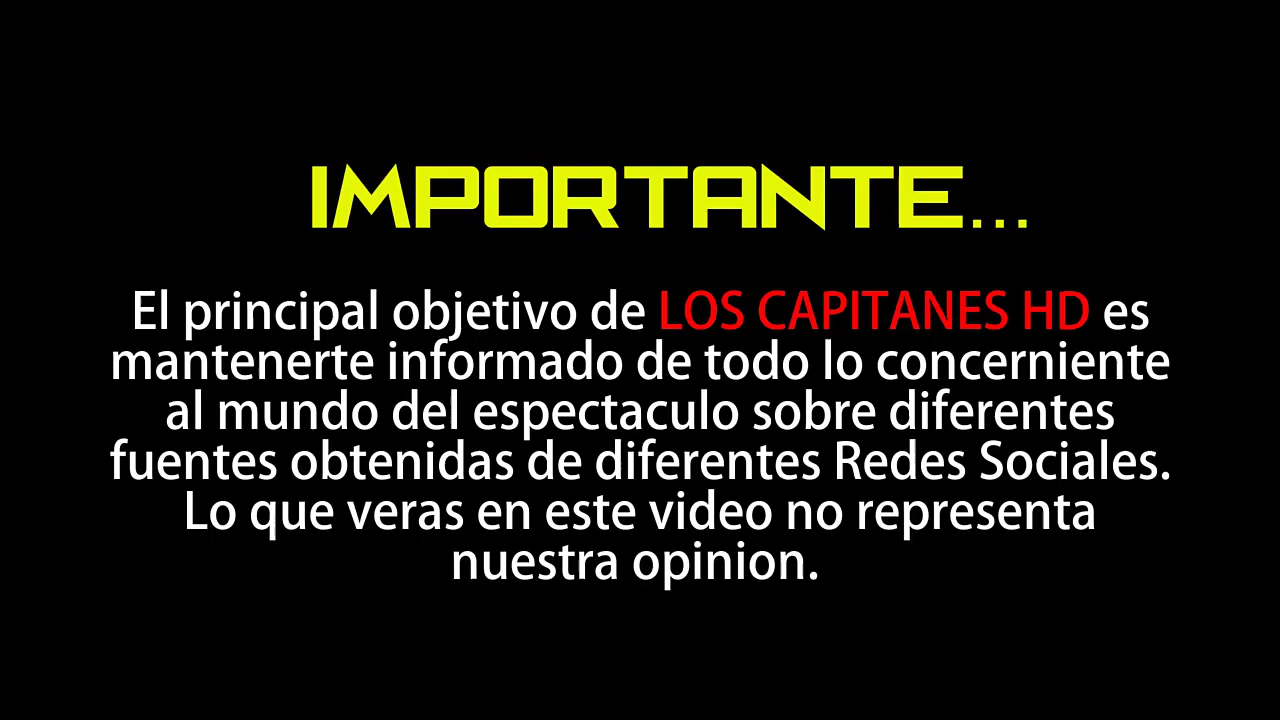 IMPORTANTE...
El principal objetivo de LOS CAPITANES HD es
mantenerte informado de todo lo concerniente
al mundo del espectaculo sobre diferentes
fuentes obtenidas de diferentes Redes Sociales.
Lo que veras en este video no representa
nuestra opinion.